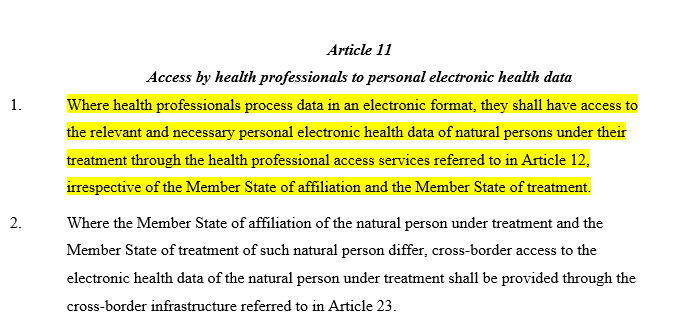 Article 11
Access by health professionals to personal electronic health data
1. Where health professionals process data in an electronic format, they shall have access to
the relevant and necessary personal electronic health data of natural persons under their
treatment through the health professional access services referred to in Article 12,
irrespective of the Member State of affiliation and the Member State of treatment.
2. Where the Member State of affiliation of the natural person under treatment and the
Member State of treatment of such natural person differ, cross-border access to the
electronic health data of the natural person under treatment shall be provided through the
cross-border infrastructure referred to in Article 23.